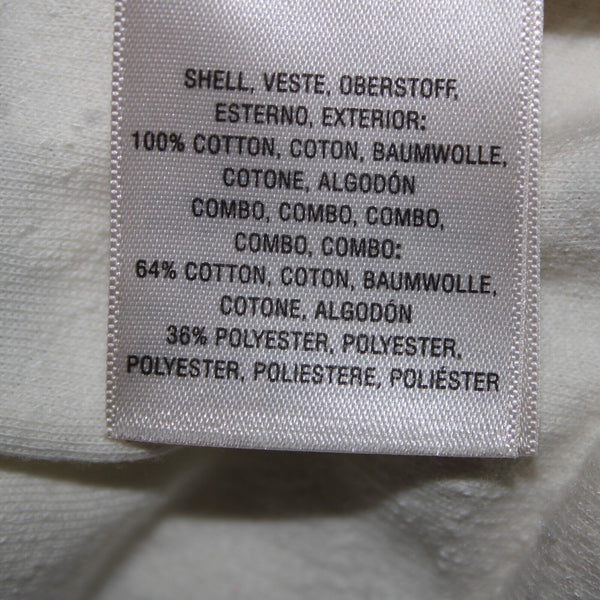 SHELL, VESTE, OBERSTOFF,
ESTERNO, EXTERIOR:
100% COTTON, COTON, BAUMWOLLE,
COTONE, ALGODÓN
COMBO, COMBO, COMBO,
COMBO, COMBO:
64% COTTON, COTON, BAUMWOLLE,
COTONE, ALGODÓN
36% POLYESTER, POLYESTER,
POLYESTER, POLIESTERE, POLIÉSTER